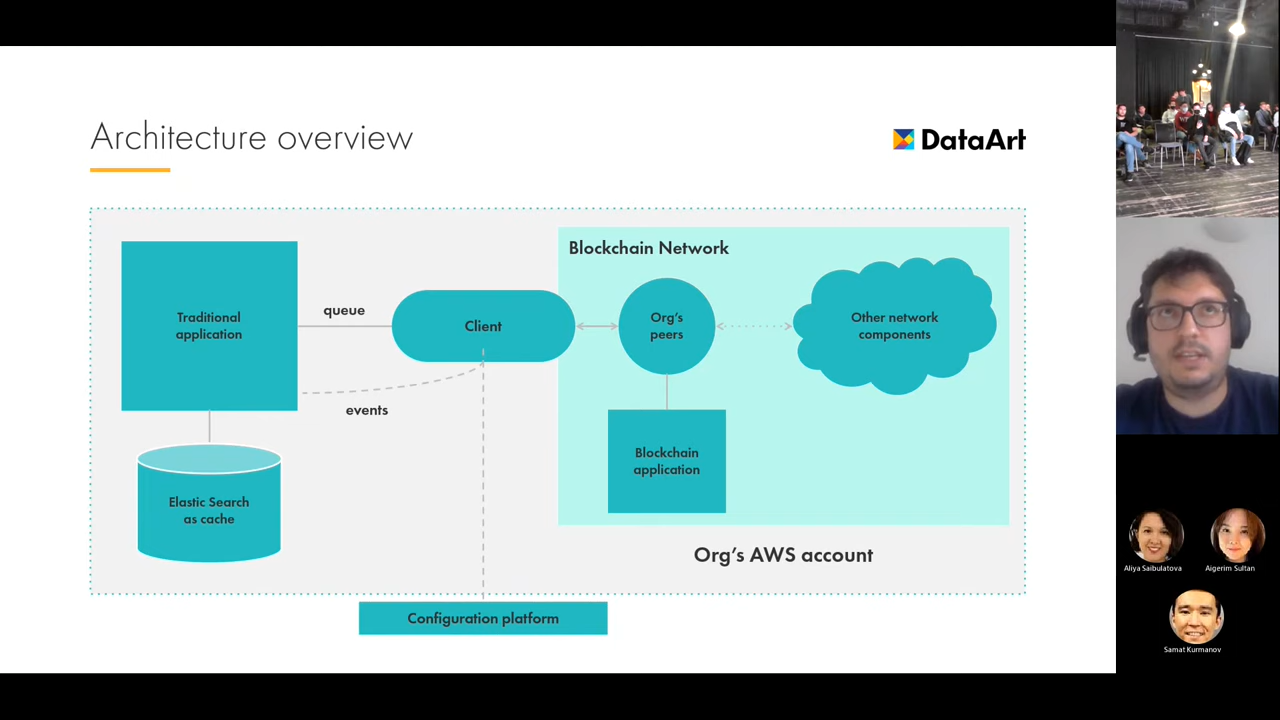 Architecture overview
DataArt
Blockchain Network
Traditional
application
queue
Client
Org's
peers
Other network
components
events
Blockchain
application
Elastic Search
as cache
Org's AWS account
Configuration platform
Aliya Saibulatova
Aigerim Sultan
Samat Kurmanov